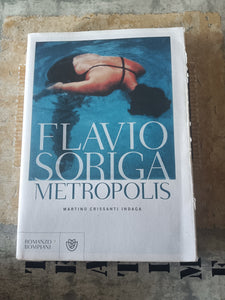 FLAVIO
SORIGA
METROPOLIS
MARTINO CRISSANTI INDAGA
ROMANZO
BOMPIANI